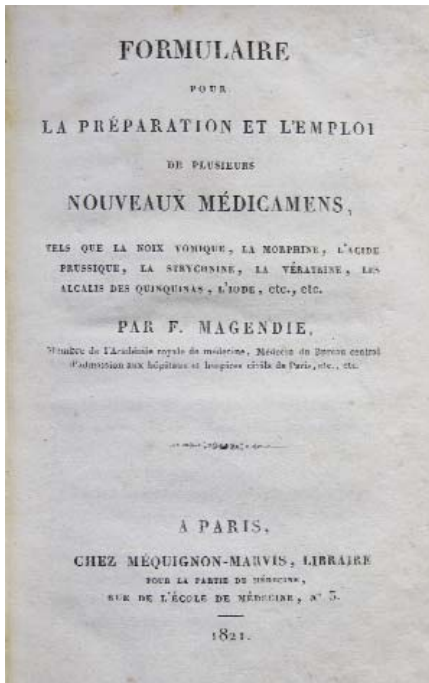 FORMULAIRE
POUR
LA PRÉPARATION ET L'EMPLOI
DE PLUSIEURS
NOUVEAUX MÉDICAMENS,
TELS QUE LA NOIX VOMIQUE, LA MORPHINE, L'ACIDE
PRUSSIQUE, LA STRYCHNINE, LA VÉRATRINE, LES
ALCALIS DES QUINQUINAS, L'IODE, etc., etc.
PAR F. MAGENDIE,
Membre de l'Académie royale de médecine, Médecin du Bureau central
d'admission aux hôpitaux et hospices civils de Paris, etc., etc.
A PARIS,
CHEZ MÉQUIGNON-MARVIS, LIBRAIRE
POUR LA PARTIE DE MÉDECINE,
RUE DE L'ÉCOLE DE MÉDECINE, N° 3.
1821.